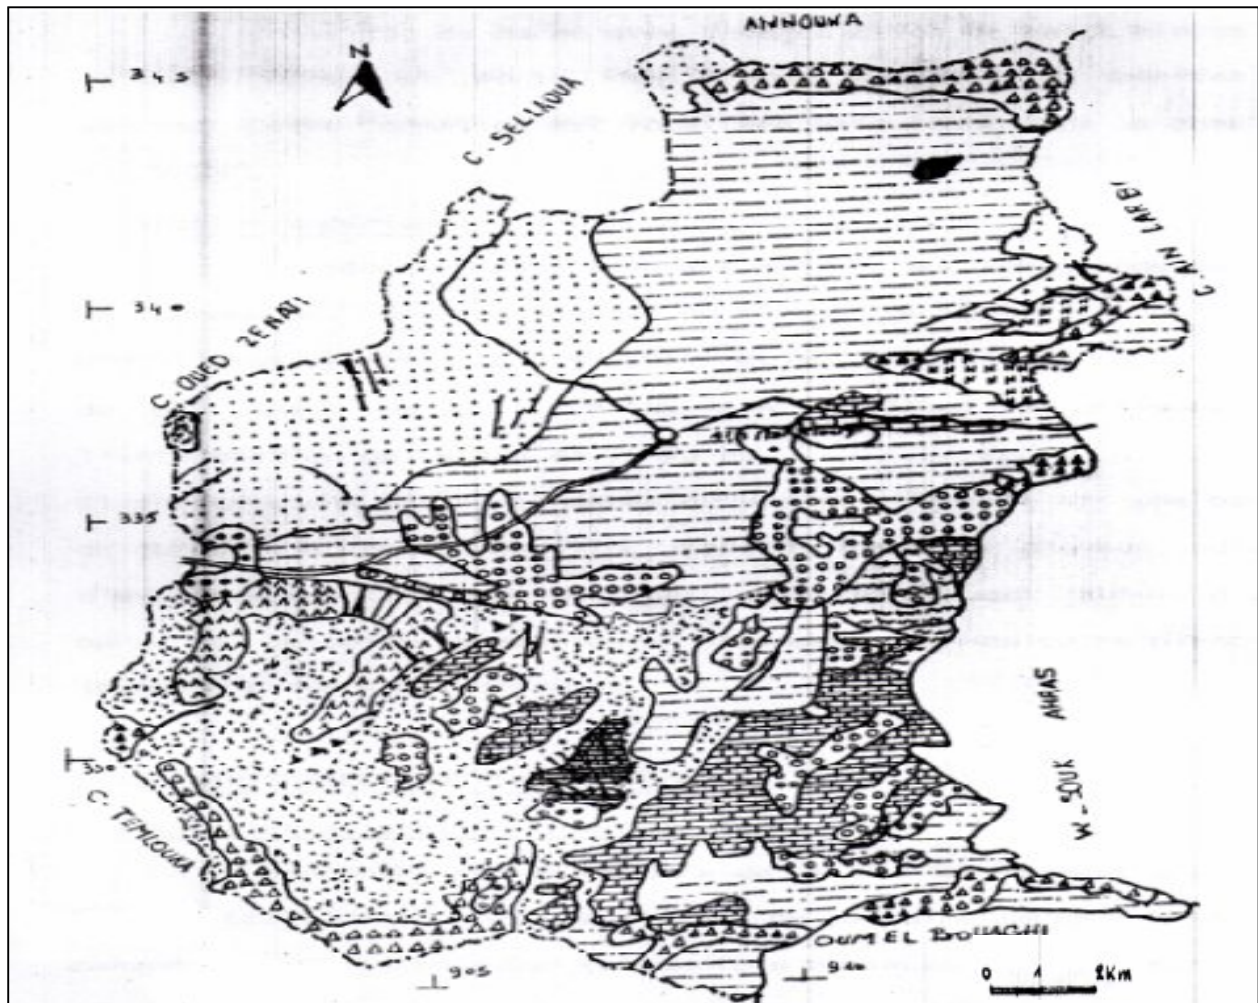 ANNOUNA
N
345
C. SELLAOUA
C. AIN LARBI
340
C. OUED ZENATI
335
W-SOUK AHRAS
330
C. TAMLOUKA
OUM EL BOUAGHI
905
910
0 1 2Km